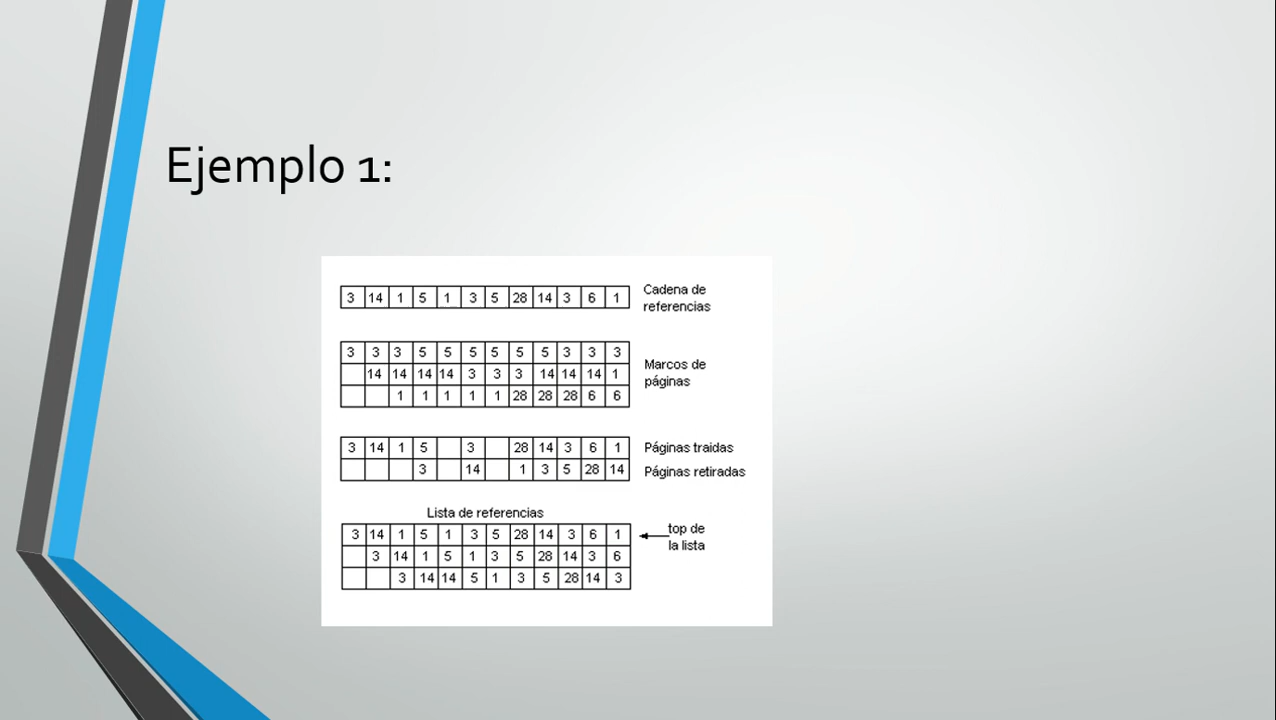 Ejemplo 1:
3 14 1 5 1 3 5 28 14 3 6 1
Cadena de
referencias
3 3 3 5 5 5 5 5 5 3 3 3
14 14 14 14 3 3 3 14 14 14 1
1 1 1 1 1 28 28 28 6 6
Marcos de
páginas
3 14 1 5 3 28 14 3 6 1 Páginas traidas
3 14 1 3 5 28 14 Páginas retiradas
Lista de referencias
3 14 1 5 1 3 5 28 14 3 6 1
3 14 1 5 1 3 5 28 14 3 6
3 14 14 5 1 3 5 28 14 3
top de
la lista